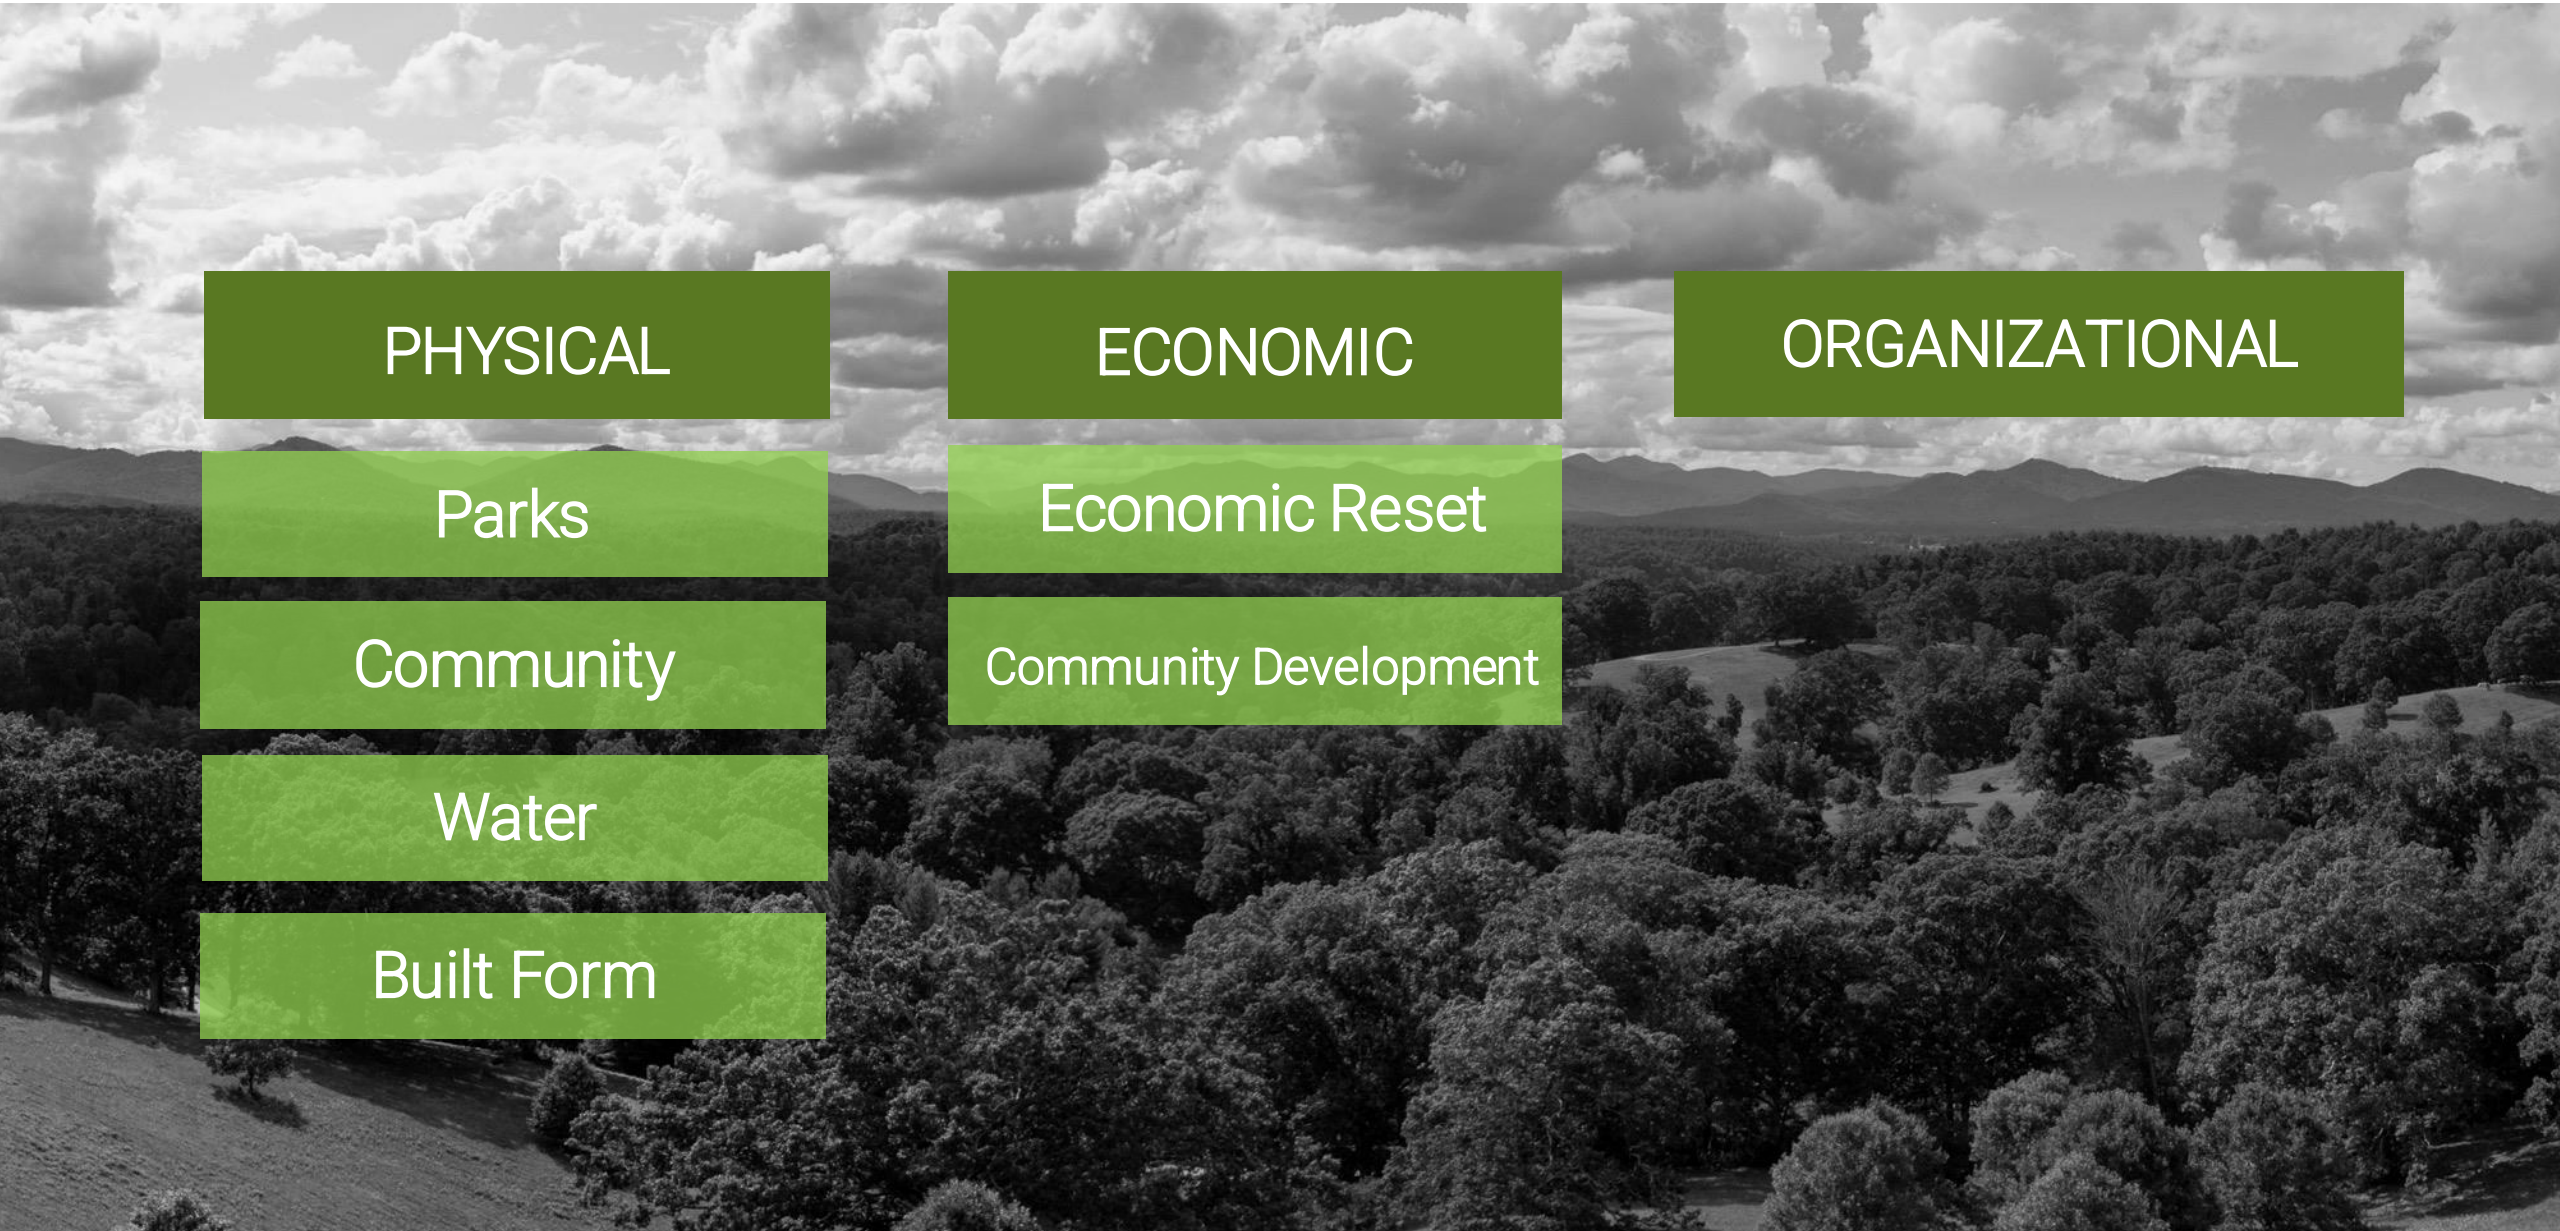 PHYSICAL
Parks
Community
Water
Built Form
ECONOMIC
Economic Reset
Community Development
ORGANIZATIONAL